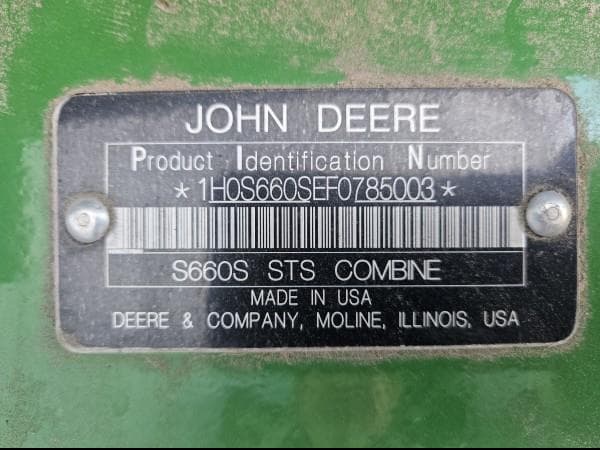 JOHN DEERE
Product Identification Number
*1H0S660SEF0785003*
S660S STS COMBINE
MADE IN USA
DEERE & COMPANY, MOLINE, ILLINOIS, USA